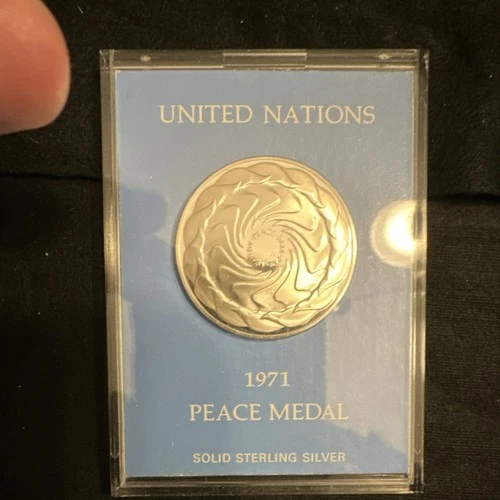 UNITED NATIONS
1971
PEACE MEDAL
SOLID STERLING SILVER